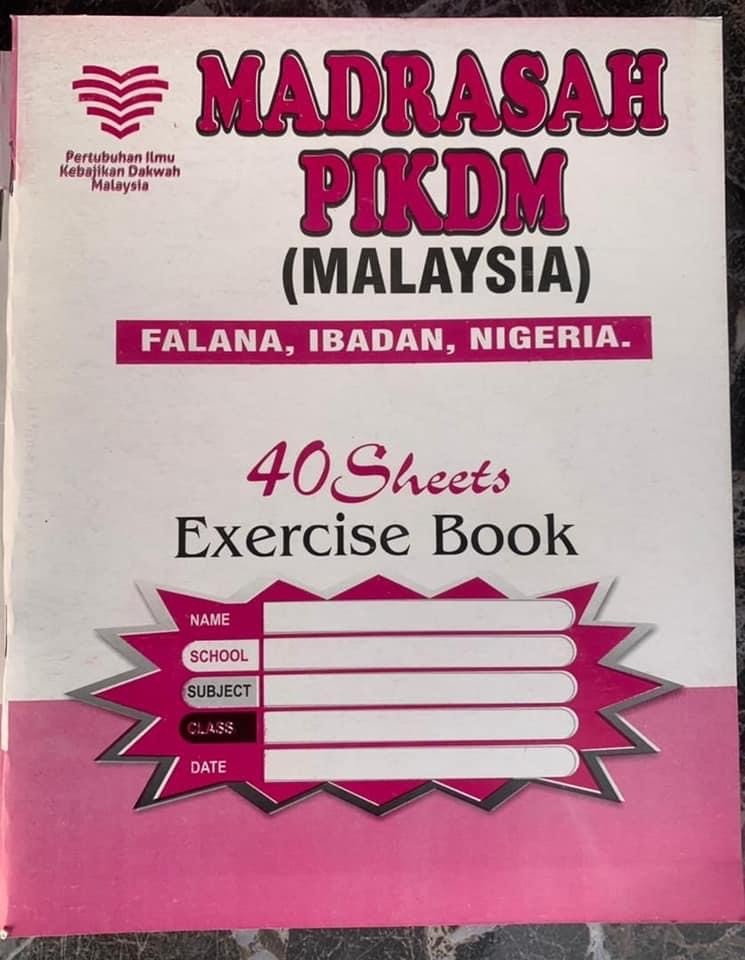 Pertubuhan Ilmu
Kebajikan Dakwah
Malaysia
MADRASAH
PIKDM
(MALAYSIA)
FALANA, IBADAN, NIGERIA.
40 Sheets
Exercise Book
NAME
SCHOOL
SUBJECT
CLASS
DATE